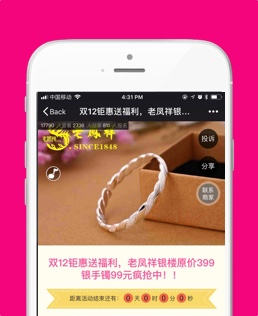 中国移动
4:31 PM
Back
双12钜惠送福利，老凤祥银...
老凤祥
SINCE1848
投诉
分享
联系
商家
双12钜惠送福利，老凤祥银楼原价399
银手镯99元疯抢中！！
距离活动结束还有： 0 天 0 时 0 分 0 秒